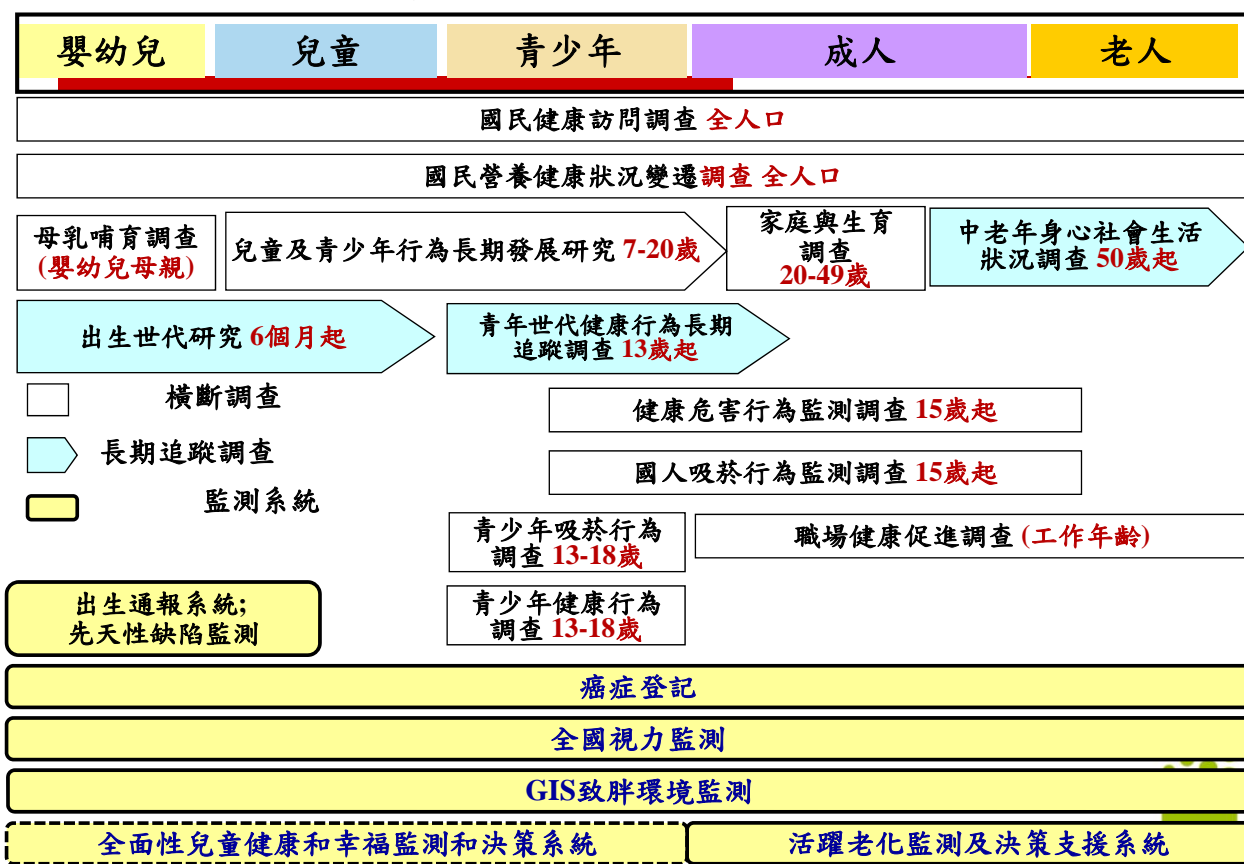 嬰幼兒
兒童
青少年
成人
老人
國民健康訪問調查 全人口
國民營養健康狀況變遷調查 全人口
母乳哺育調查
(嬰幼兒母親)
兒童及青少年行為長期發展研究 7-20歲
家庭與生育
調查
20-49歲
中老年身心社會生活
狀況調查 50歲起
出生世代研究 6個月起
青年世代健康行為長期
追蹤調查 13歲起
橫斷調查
健康危害行為監測調查 15歲起
長期追蹤調查
國人吸菸行為監測調查 15歲起
監測系統
青少年吸菸行為
調查 13-18歲
職場健康促進調查 (工作年齡)
出生通報系統;
先天性缺陷監測
青少年健康行為
調查 13-18歲
癌症登記
全國視力監測
GIS致胖環境監測
全面性兒童健康和幸福監測和決策系統
活躍老化監測及決策支援系統